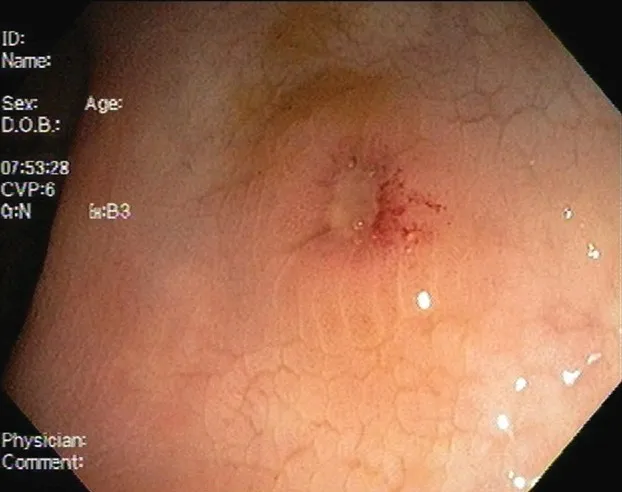 ID:
Name:
Sex: Age:
D.O.B.:
07:53:28
CVP:6
:N :B3
Physician:
Comment: